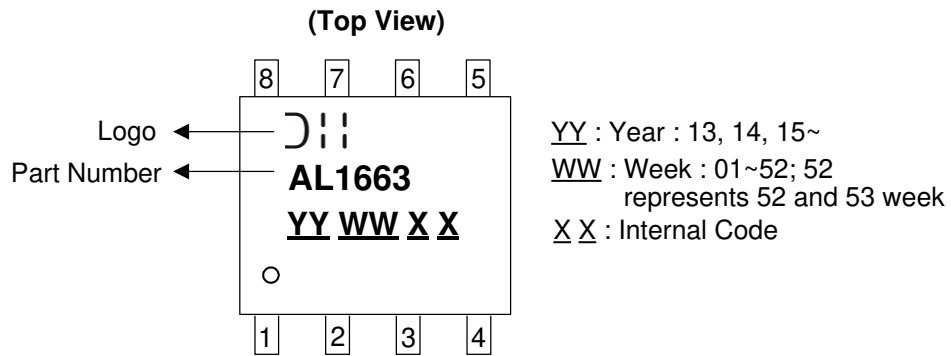 (Top View)
8 7 6 5
Logo
Part Number
AL1663
YY WW X X
1 2 3 4
YY : Year : 13, 14, 15~
WW : Week : 01~52; 52
represents 52 and 53 week
X X : Internal Code